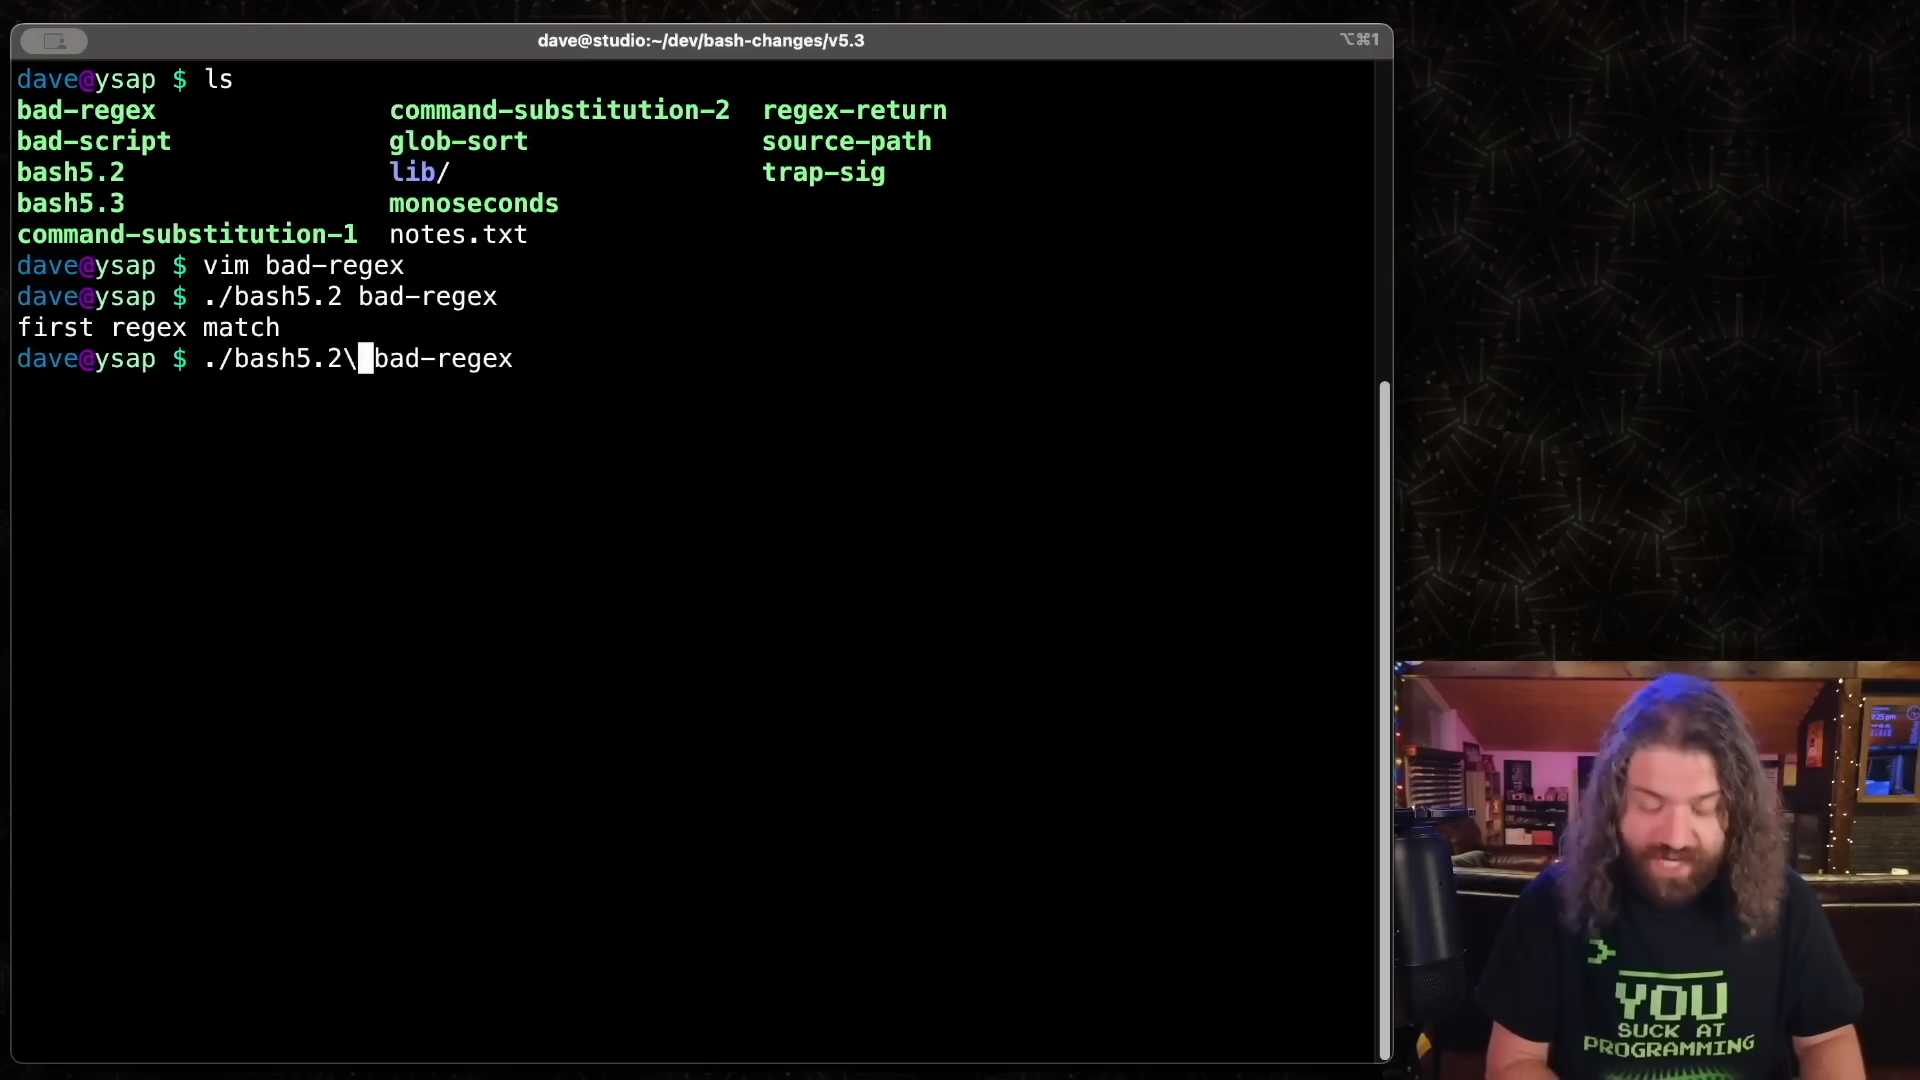 dave@studio:~/dev/bash-changes/v5.3
⌥⌘1
dave@ysap $ ls
bad-regex command-substitution-2 regex-return
bad-script glob-sort source-path
bash5.2 lib/ trap-sig
bash5.3 monoseconds
command-substitution-1 notes.txt
dave@ysap $ vim bad-regex
dave@ysap $ ./bash5.2 bad-regex
first regex match
dave@ysap $ ./bash5.2\ bad-regex
YOU
SUCK AT
PROGRAMMING